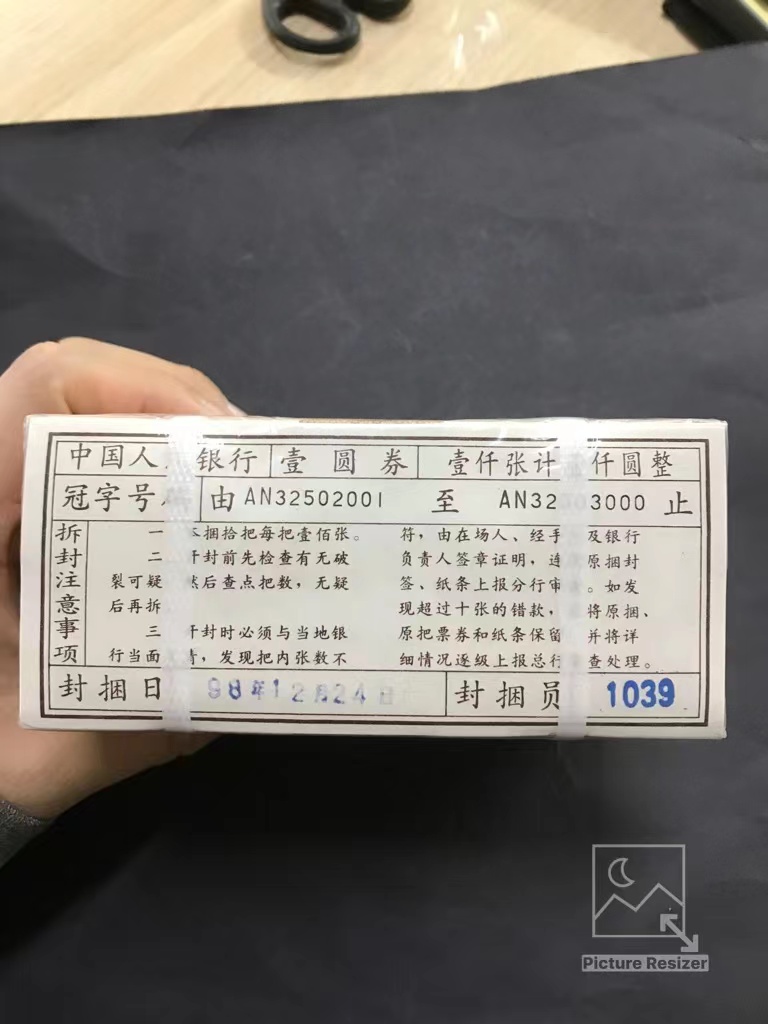 中国人 银行 壹圆券 壹仟张计 仟圆整
冠字号 由 AN32502001 至 AN32 3000 止
拆封注意事项
一 本捆拾把每把壹佰张。
二 开封前先检查有无破
裂可疑 然后查点把数，无疑
后再拆
三 开封时必须与当地银
行当面 清，发现把内张数不
符，由在场人、经手 及银行
负责人签章证明，连 原捆封
签、纸条上报分行审 。如发
现超过十张的错款， 将原捆、
原把票券和纸条保留 并将详
细情况逐级上报总行 查处理。
封捆日 98年12月24日 封捆员 1039
Picture Resizer